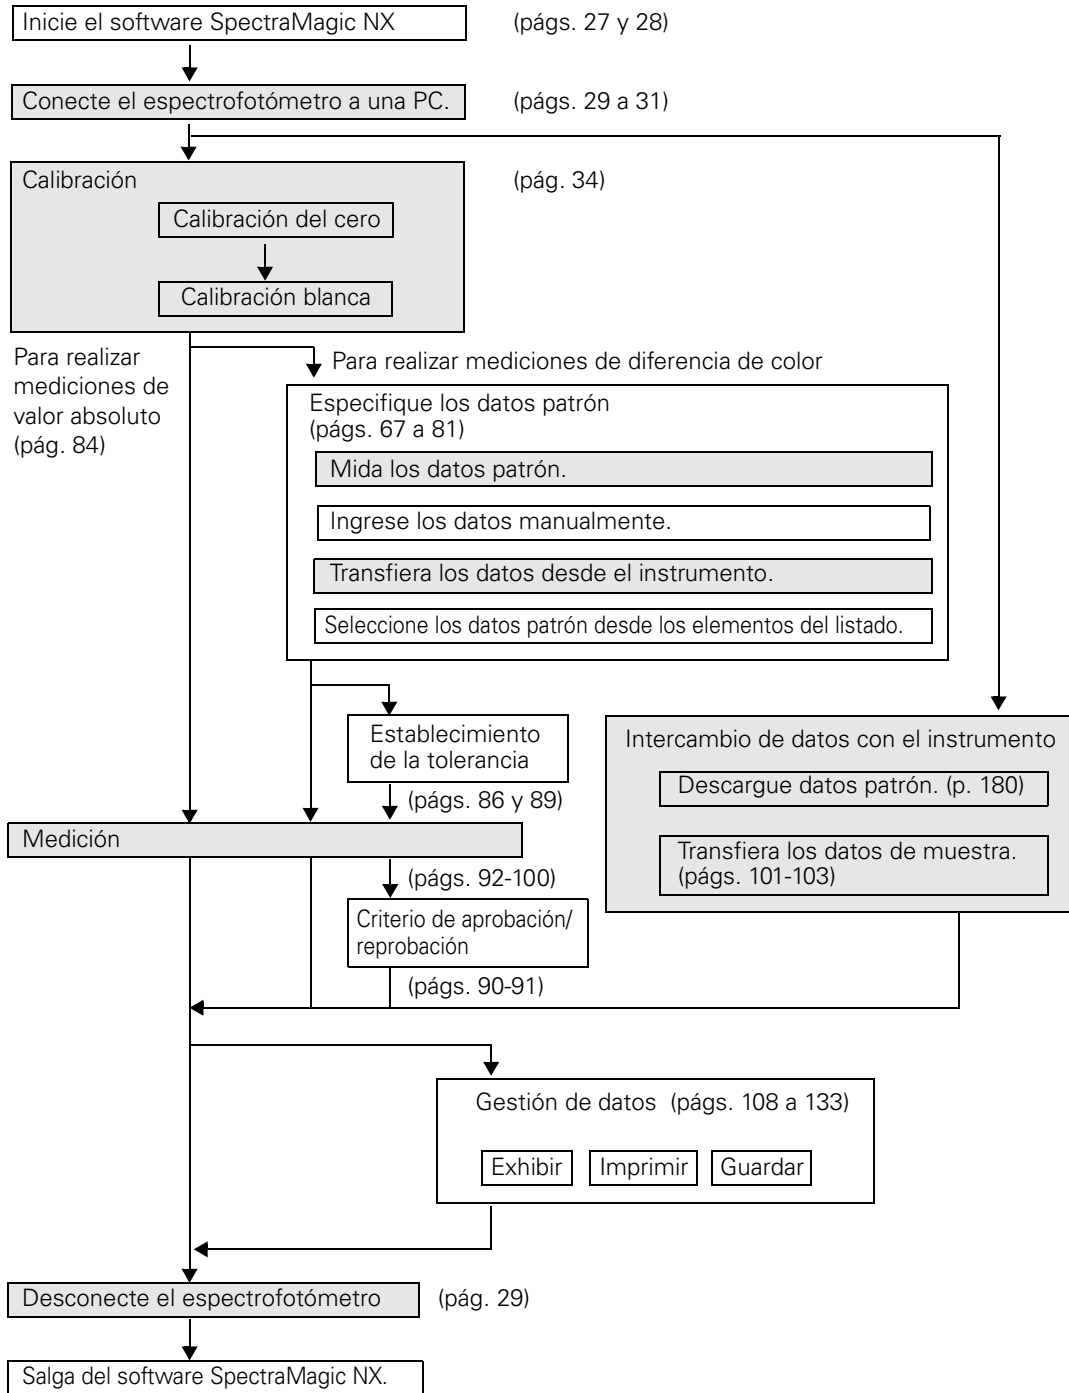 Inicie el software SpectraMagic NX (págs. 27 y 28)
Conecte el espectrofotómetro a una PC. (págs. 29 a 31)
Calibración (pág. 34)
Calibración del cero
Calibración blanca
Para realizar
mediciones de
valor absoluto
(pág. 84)
Para realizar mediciones de diferencia de color
Especifique los datos patrón
(págs. 67 a 81)
Mida los datos patrón.
Ingrese los datos manualmente.
Transfiera los datos desde el instrumento.
Seleccione los datos patrón desde los elementos del listado.
Establecimiento
de la tolerancia
(págs. 86 y 89)
Intercambio de datos con el instrumento
Descargue datos patrón. (p. 180)
Transfiera los datos de muestra.
(págs. 101-103)
Medición
(págs. 92-100)
Criterio de aprobación/
reprobación
(págs. 90-91)
Gestión de datos (págs. 108 a 133)
Exhibir Imprimir Guardar
Desconecte el espectrofotómetro (pág. 29)
Salga del software SpectraMagic NX.